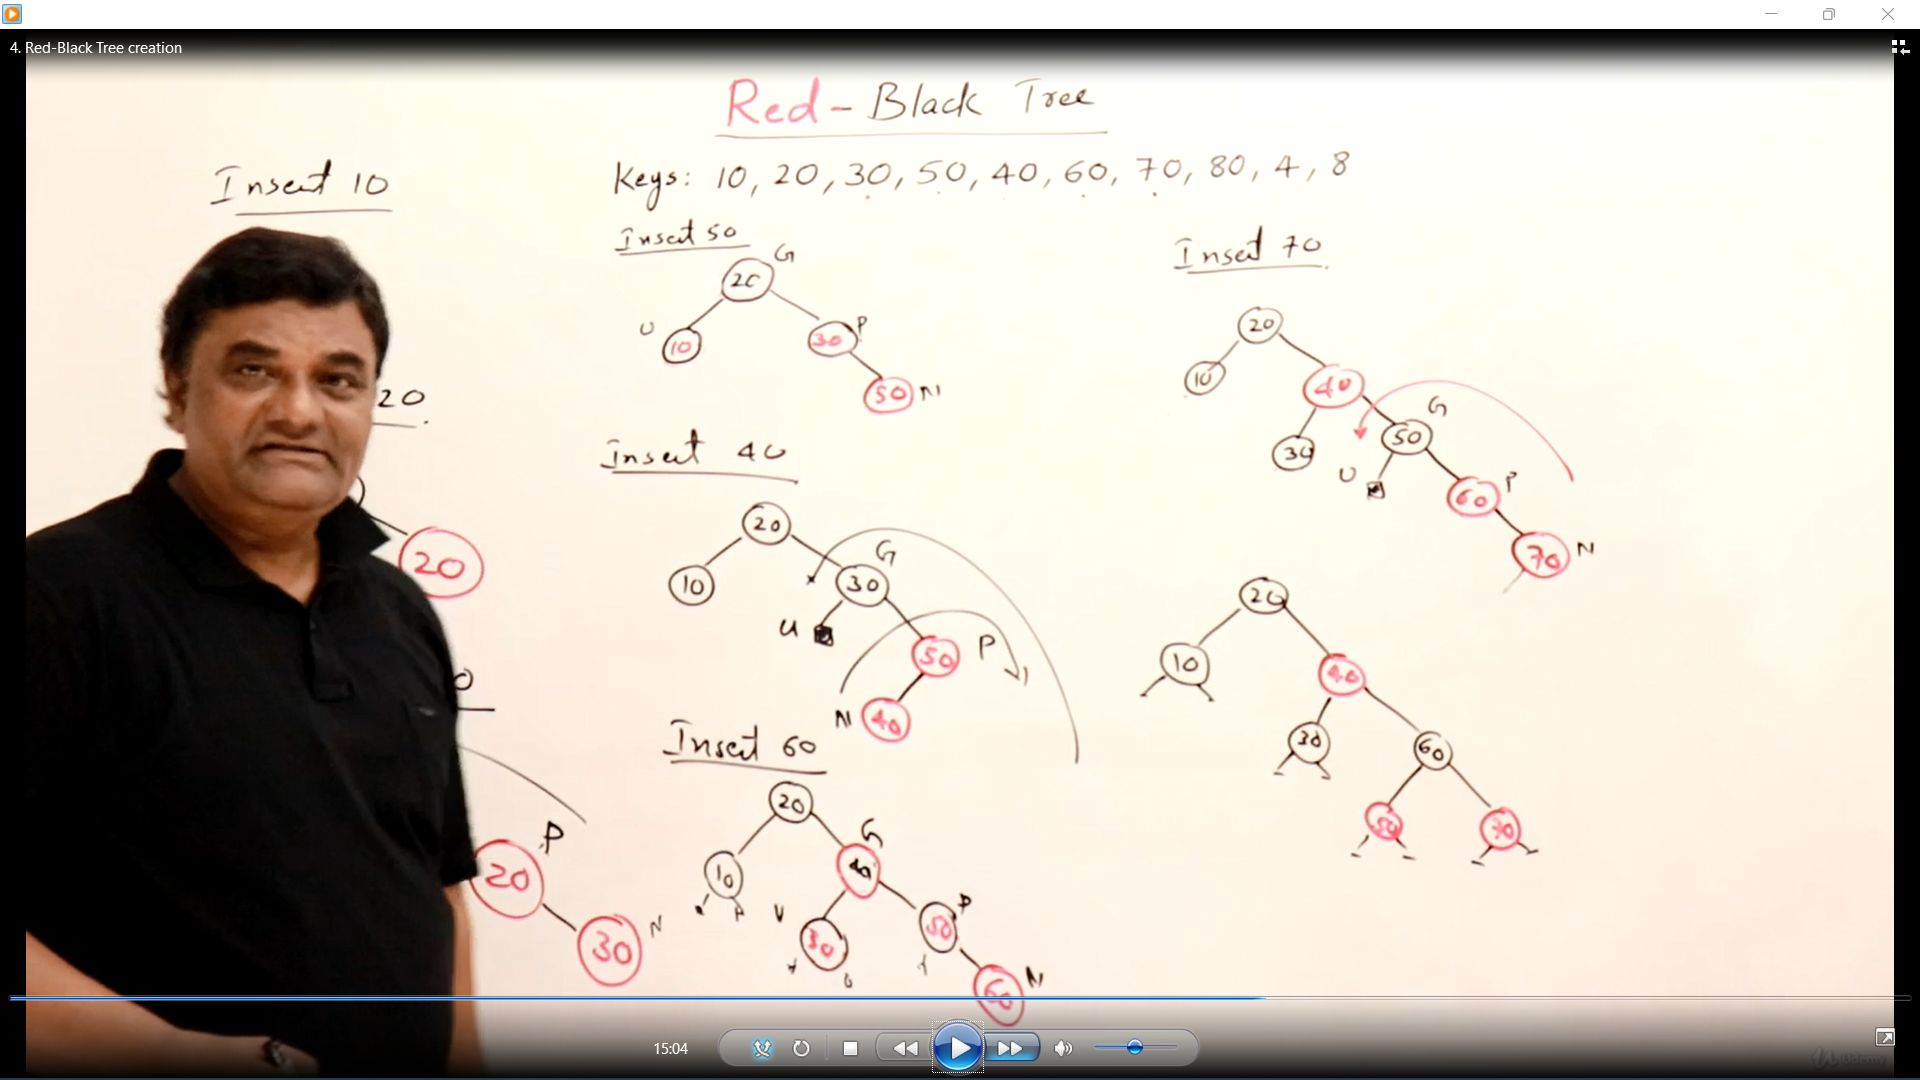 4. Red-Black Tree creation
Red - Black Tree
Keys: 10, 20, 30, 50, 40, 60, 70, 80, 4, 8
Insert 10
20
20
0
P
20
30
N
Insert 50
G
20
U
P
10
30
50
N
Insert 40
20
G
10
30
U
50
P
N
40
Insert 60
20
G
10
40
U
P
30
50
N
60
Insert 70
20
10
40
G
30
50
U
P
60
70
N
20
10
40
30
60
50
70
15:04
Udemy